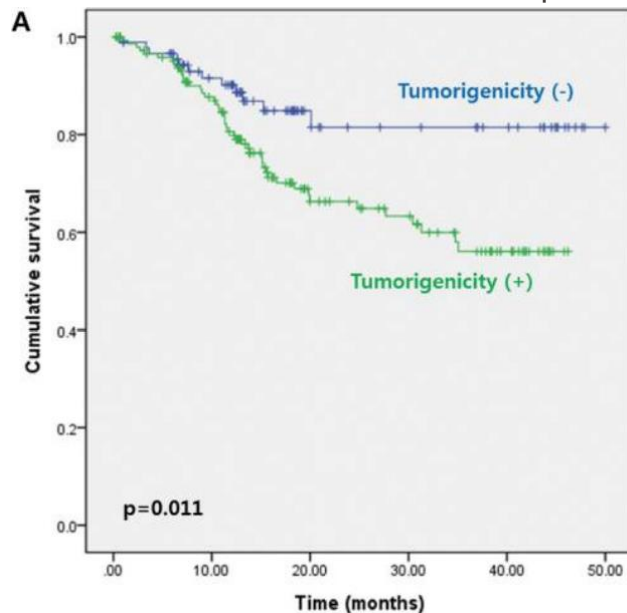 A
1.0
Tumorigenicity (-)
0.8
0.6
Tumorigenicity (+)
Cumulative survival
0.4
0.2
p=0.011
0.0
.00 10.00 20.00 30.00 40.00 50.00
Time (months)